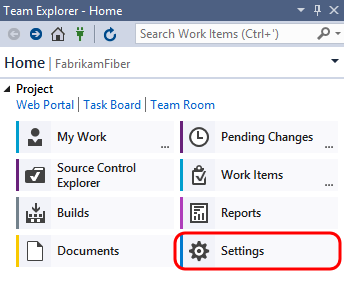 Team Explorer - Home
Search Work Items (Ctrl+')
Home | FabrikamFiber
Project
Web Portal | Task Board | Team Room
My Work ... Pending Changes ...
Source Control Explorer Work Items ...
Builds Reports
Documents Settings